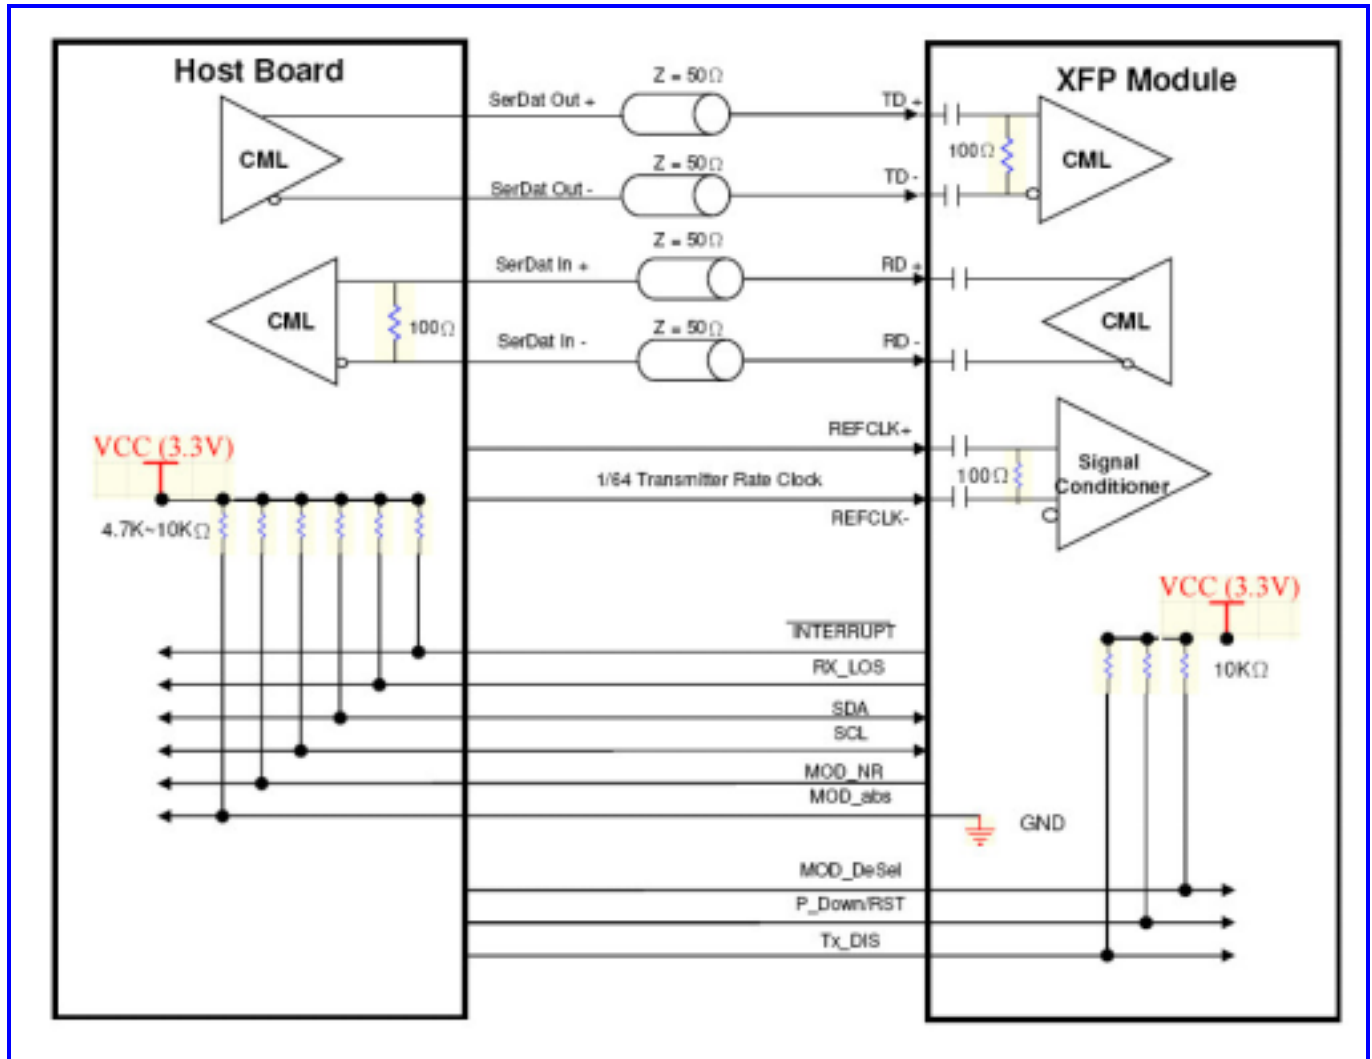 Host Board
XFP Module
Z = 50Ω
SerDat Out +
TD +
CML
100Ω
CML
Z = 50Ω
SerDat Out -
TD -
Z = 50Ω
SerDat In +
RD +
CML
100Ω
CML
Z = 50Ω
SerDat In -
RD -
REFCLK+
VCC (3.3V)
1/64 Transmitter Rate Clock
100Ω
Signal
Conditioner
REFCLK-
4.7K~10KΩ
VCC (3.3V)
INTERRUPT
10KΩ
RX_LOS
SDA
SCL
MOD_NR
MOD_abs
GND
MOD_DeSel
P_Down/RST
Tx_DIS